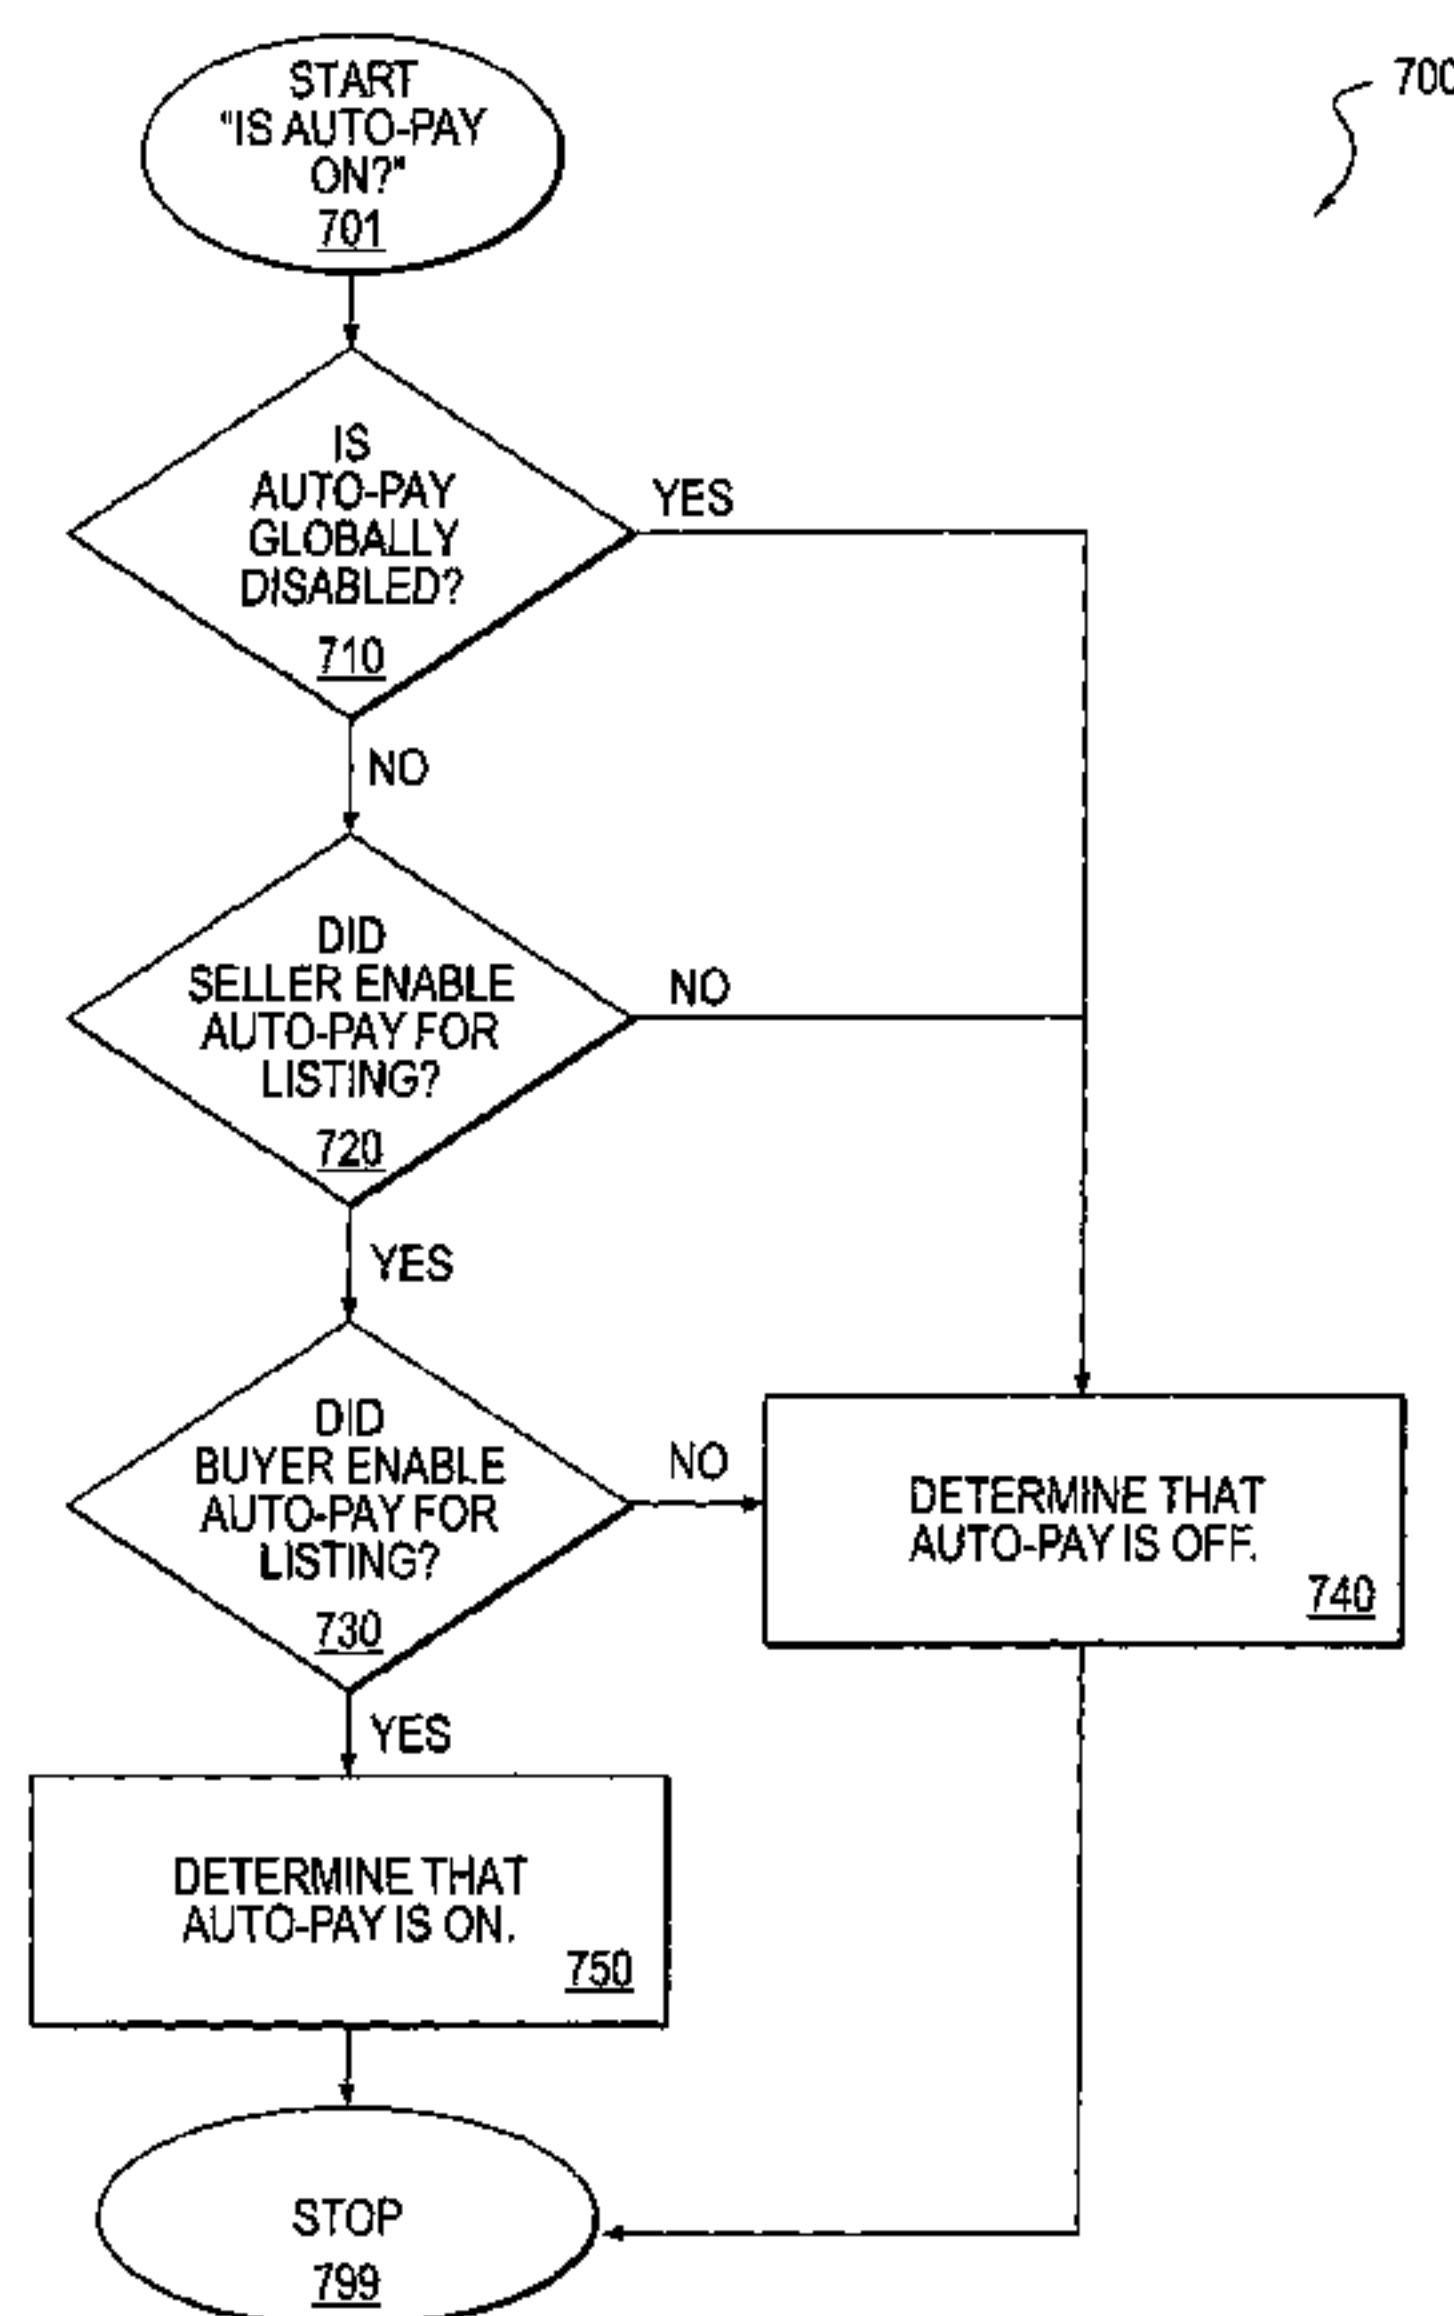 START
"IS AUTO-PAY
ON?"
701
700
IS
AUTO-PAY
GLOBALLY
DISABLED?
710
YES
NO
DID
SELLER ENABLE
AUTO-PAY FOR
LISTING?
720
NO
YES
DID
BUYER ENABLE
AUTO-PAY FOR
LISTING?
730
NO
DETERMINE THAT
AUTO-PAY IS OFF.
740
YES
DETERMINE THAT
AUTO-PAY IS ON.
750
STOP
799